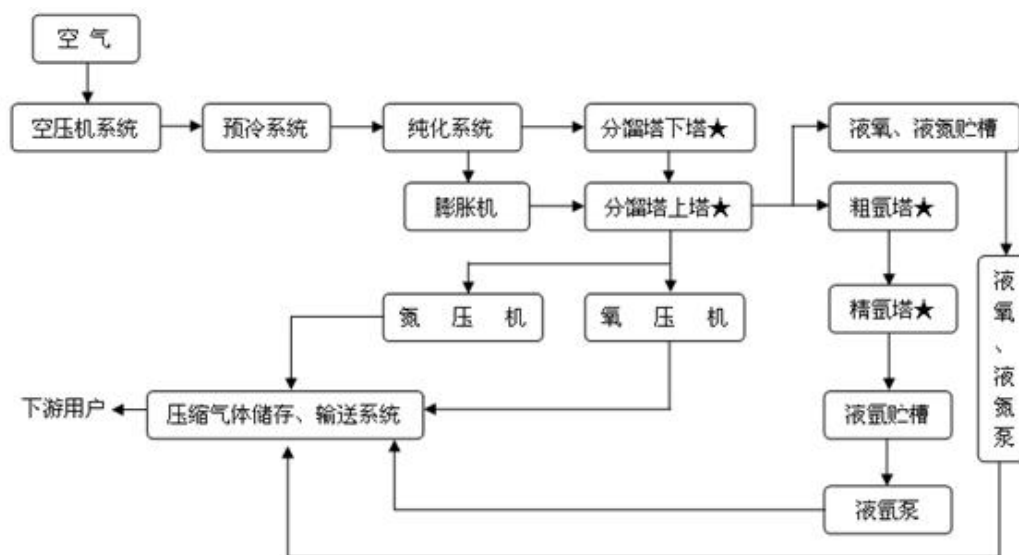 空 气
空压机系统
预冷系统
纯化系统
分馏塔下塔★
液氧、液氮贮槽
膨胀机
分馏塔上塔★
粗氩塔★
氮 压 机
氧 压 机
精氩塔★
液氧、液氮泵
下游用户
压缩气体储存、输送系统
液氩贮槽
液氩泵